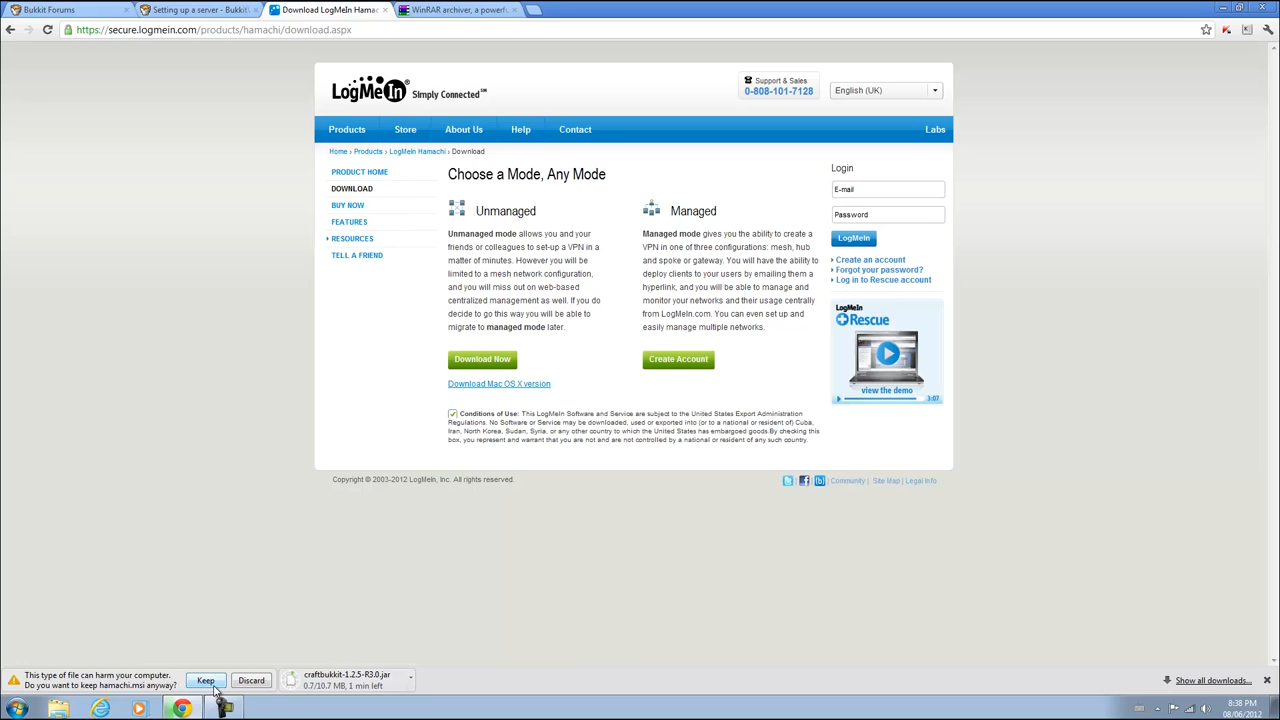 Bukkit Forums
Setting up a server - Bukkit
Download LogMeIn Hamachi
WinRAR archiver, a powerf
https://secure.logmein.com/products/hamachi/download.aspx
LogMeIn® Simply Connected℠
Support & Sales
0-808-101-7128
English (UK)
Products Store About Us Help Contact Labs
Home › Products › LogMeIn Hamachi › Download
PRODUCT HOME
DOWNLOAD
BUY NOW
FEATURES
RESOURCES
TELL A FRIEND
Choose a Mode, Any Mode
Unmanaged
Unmanaged mode allows you and your
friends or colleagues to set-up a VPN in a
matter of minutes. However you will be
limited to a mesh network configuration,
and you will miss out on web-based
centralized management as well. If you do
decide to go this way you will be able to
migrate to managed mode later.
Download Now
Download Mac OS X version
Managed
Managed mode gives you the ability to create a
VPN in one of three configurations: mesh, hub
and spoke or gateway. You will have the ability to
deploy clients to your users by emailing them a
hyperlink, and you will be able to manage and
monitor your networks and their usage centrally
from LogMeIn.com. You can even set up and
easily manage multiple networks.
Create Account
Conditions of Use: This LogMeIn Software and Service are subject to the United States Export Administration
Regulations. No Software or Service may be downloaded, used or exported into (or to a national or resident of) Cuba,
Iran, North Korea, Sudan, Syria, or any other country to which the United States has embargoed goods.By checking this
box, you represent and warrant that you are not and are not controlled by a national or resident of any such country.
Login
E-mail
Password
LogMeIn
Create an account
Forgot your password?
Log in to Rescue account
LogMeIn
Rescue
view the demo
3:07
Copyright © 2003-2012 LogMeIn, Inc. All rights reserved.
Community | Site Map | Legal Info
This type of file can harm your computer.
Do you want to keep hamachi.msi anyway?
Keep
Discard
craftbukkit-1.2.5-R3.0.jar
0.7/10.7 MB, 1 min left
Show all downloads...
8:38 PM
08/06/2012